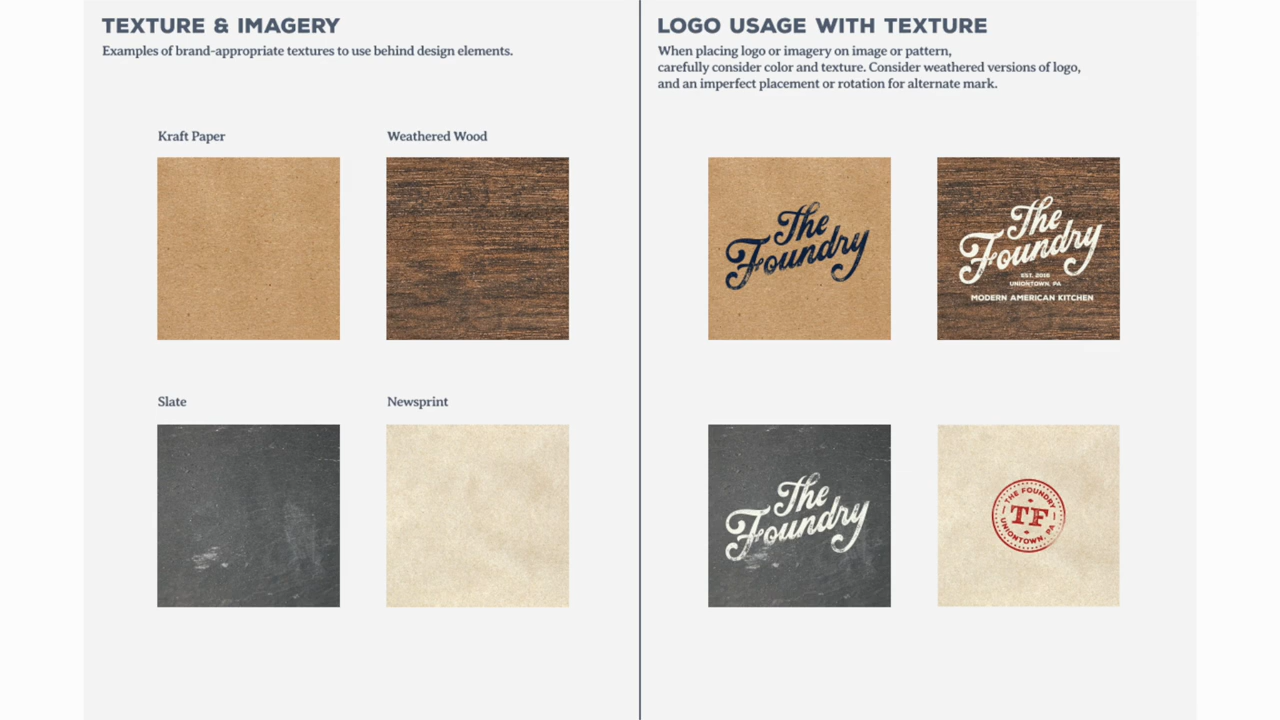 TEXTURE & IMAGERY
Examples of brand-appropriate textures to use behind design elements.
Kraft Paper
Weathered Wood
Slate
Newsprint
LOGO USAGE WITH TEXTURE
When placing logo or imagery on image or pattern,
carefully consider color and texture. Consider weathered versions of logo,
and an imperfect placement or rotation for alternate mark.
The
Foundry
The
Foundry
EST. 2016
UNIONTOWN, PA
MODERN AMERICAN KITCHEN
The
Foundry
THE FOUNDRY
TF
UNIONTOWN, PA